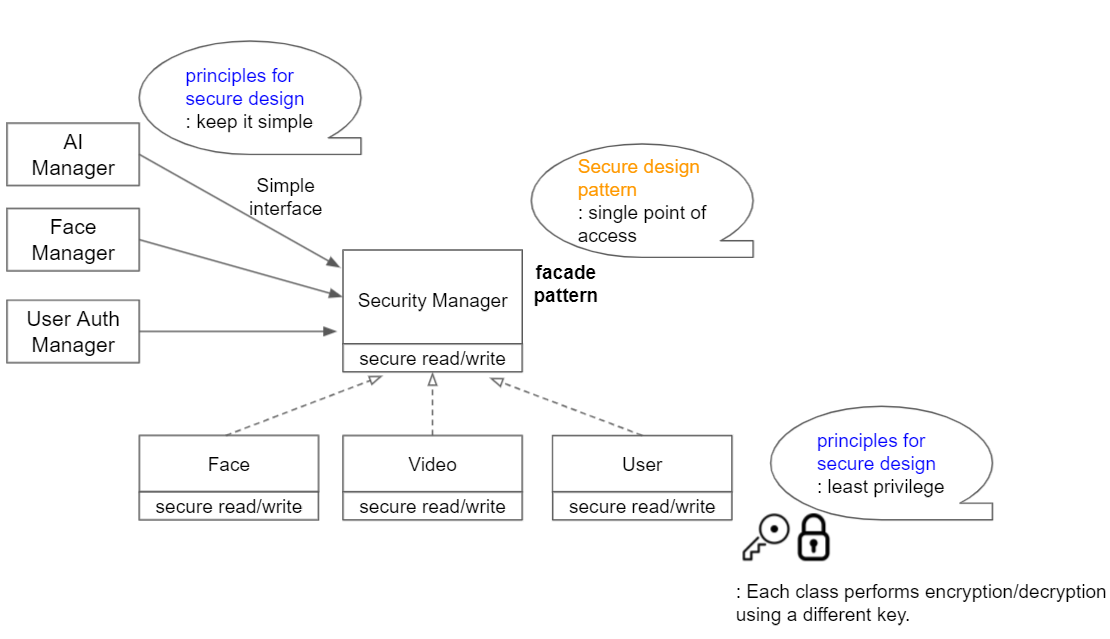 principles for
secure design
: keep it simple
AI
Manager
Simple
interface
Secure design
pattern
: single point of
access
Face
Manager
facade
pattern
Security Manager
User Auth
Manager
secure read/write
Face
secure read/write
Video
secure read/write
User
secure read/write
principles for
secure design
: least privilege
: Each class performs encryption/decryption
using a different key.